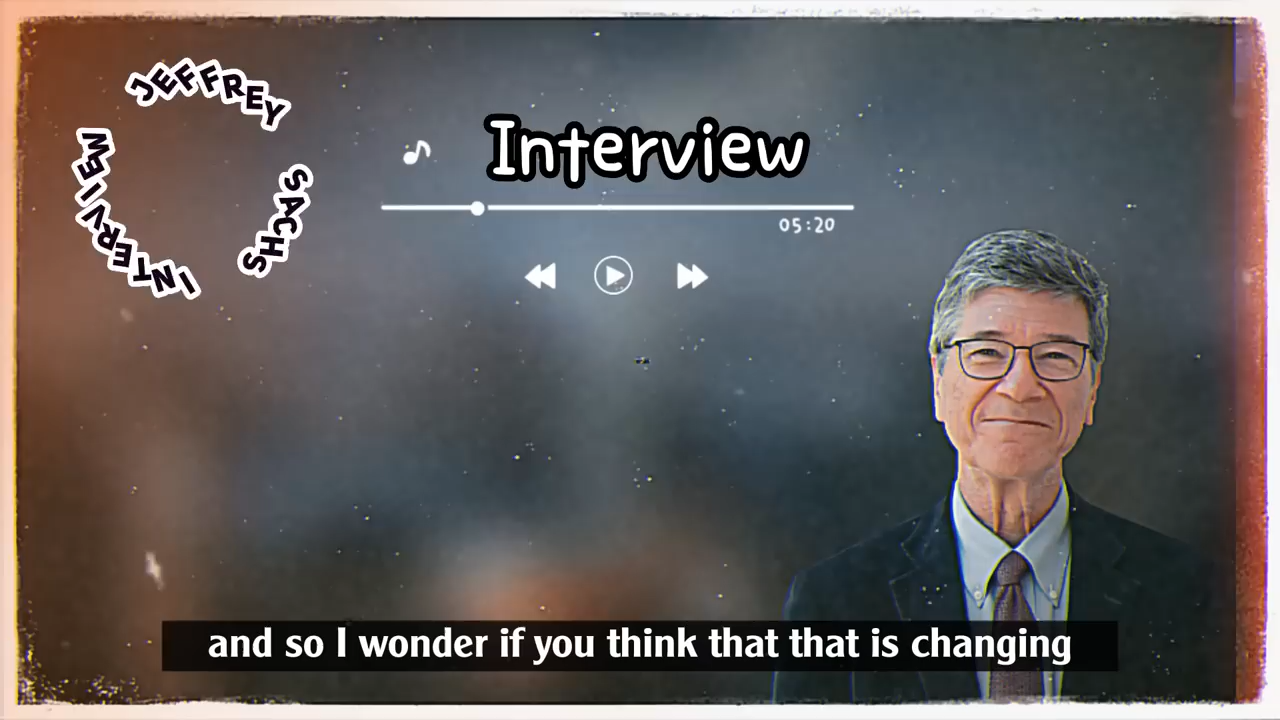 JEFFREY SACHS INTERVIEW
Interview
05:20
and so I wonder if you think that that is changing